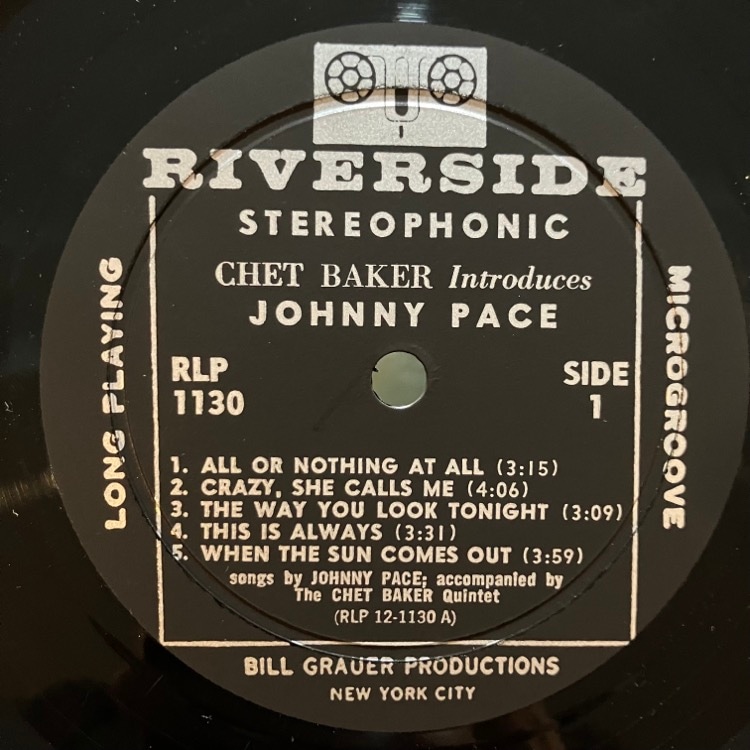 RIVERSIDE
STEREOPHONIC
CHET BAKER Introduces
JOHNNY PACE
LONG PLAYING
MICROGROOVE
RLP
1130
SIDE
1
1. ALL OR NOTHING AT ALL (3:15)
2. CRAZY, SHE CALLS ME (4:06)
3. THE WAY YOU LOOK TONIGHT (3:09)
4. THIS IS ALWAYS (3:31)
5. WHEN THE SUN COMES OUT (3:59)
songs by JOHNNY PACE; accompanied by
The CHET BAKER Quintet
(RLP 12-1130 A)
BILL GRAUER PRODUCTIONS
NEW YORK CITY